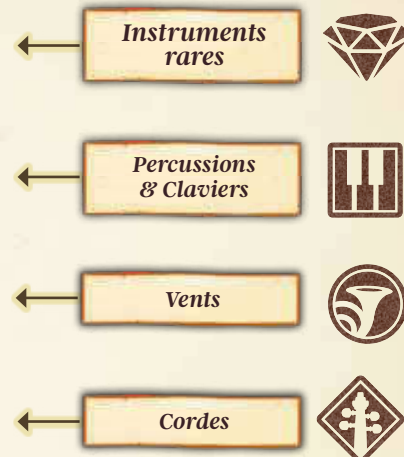 Instruments
rares
Percussions
& Claviers
Vents
Cordes